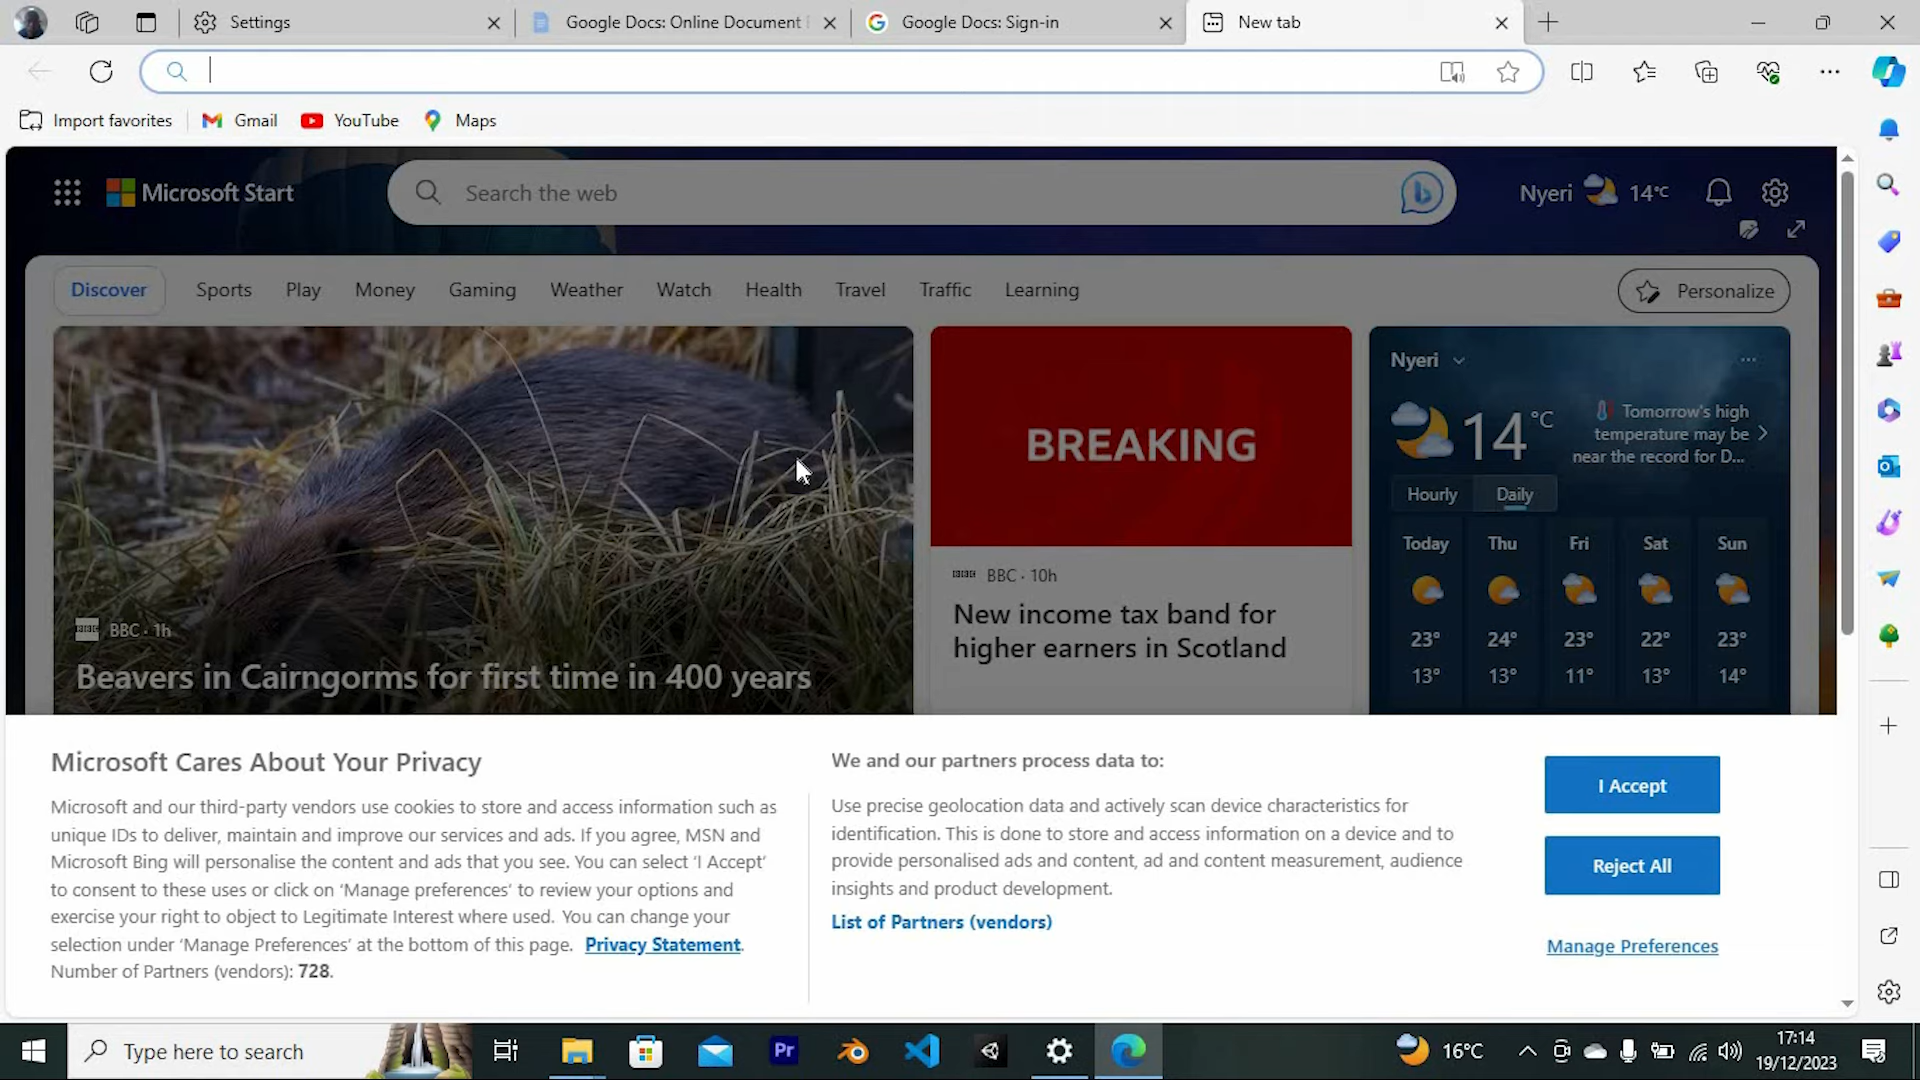 Settings
Google Docs: Online Document
Google Docs: Sign-in
New tab
Import favorites
Gmail
YouTube
Maps
Microsoft Start
Search the web
Nyeri
14°C
Discover
Sports
Play
Money
Gaming
Weather
Watch
Health
Travel
Traffic
Learning
Personalize
BBC · 1h
Beavers in Cairngorms for first time in 400 years
BREAKING
BBC · 10h
New income tax band for
higher earners in Scotland
Nyeri
14 °C
Tomorrow's high
temperature may be
near the record for D...
Hourly
Daily
Today Thu Fri Sat Sun
23° 24° 23° 22° 23°
13° 13° 11° 13° 14°
Microsoft Cares About Your Privacy
Microsoft and our third-party vendors use cookies to store and access information such as
unique IDs to deliver, maintain and improve our services and ads. If you agree, MSN and
Microsoft Bing will personalise the content and ads that you see. You can select ‘I Accept’
to consent to these uses or click on ‘Manage preferences’ to review your options and
exercise your right to object to Legitimate Interest where used. You can change your
selection under ‘Manage Preferences’ at the bottom of this page. Privacy Statement.
Number of Partners (vendors): 728.
We and our partners process data to:
Use precise geolocation data and actively scan device characteristics for
identification. This is done to store and access information on a device and to
provide personalised ads and content, ad and content measurement, audience
insights and product development.
List of Partners (vendors)
I Accept
Reject All
Manage Preferences
Type here to search
Pr
16°C
17:14
19/12/2023